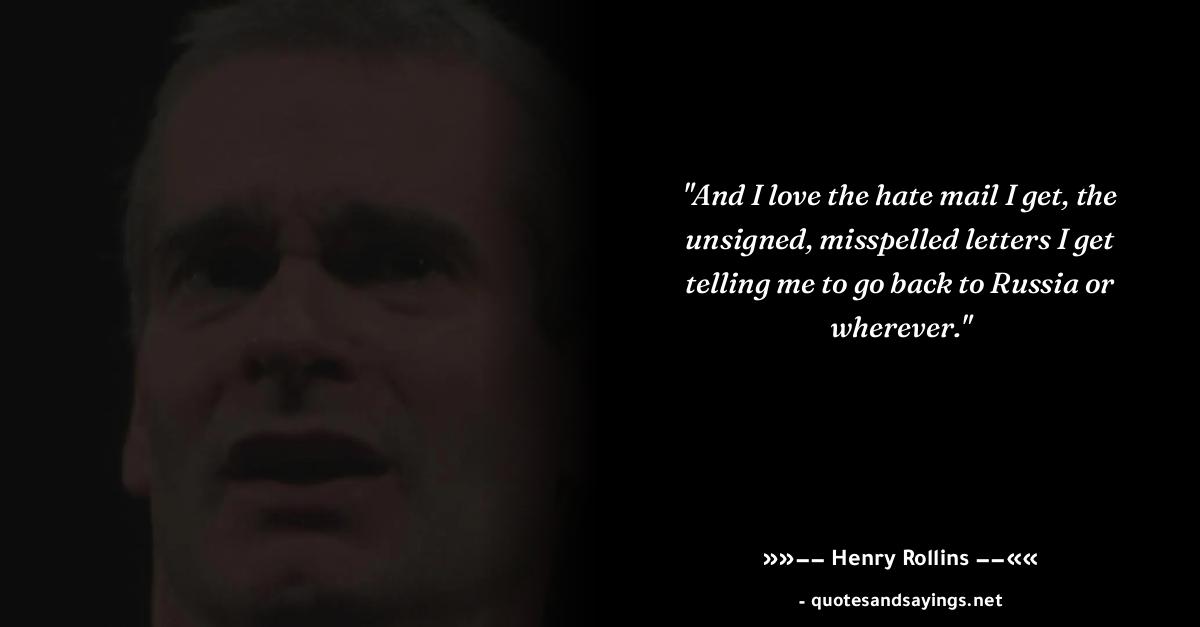 "And I love the hate mail I get, the
unsigned, misspelled letters I get
telling me to go back to Russia or
wherever."
»»−− Henry Rollins −−««
- quotesandsayings.net